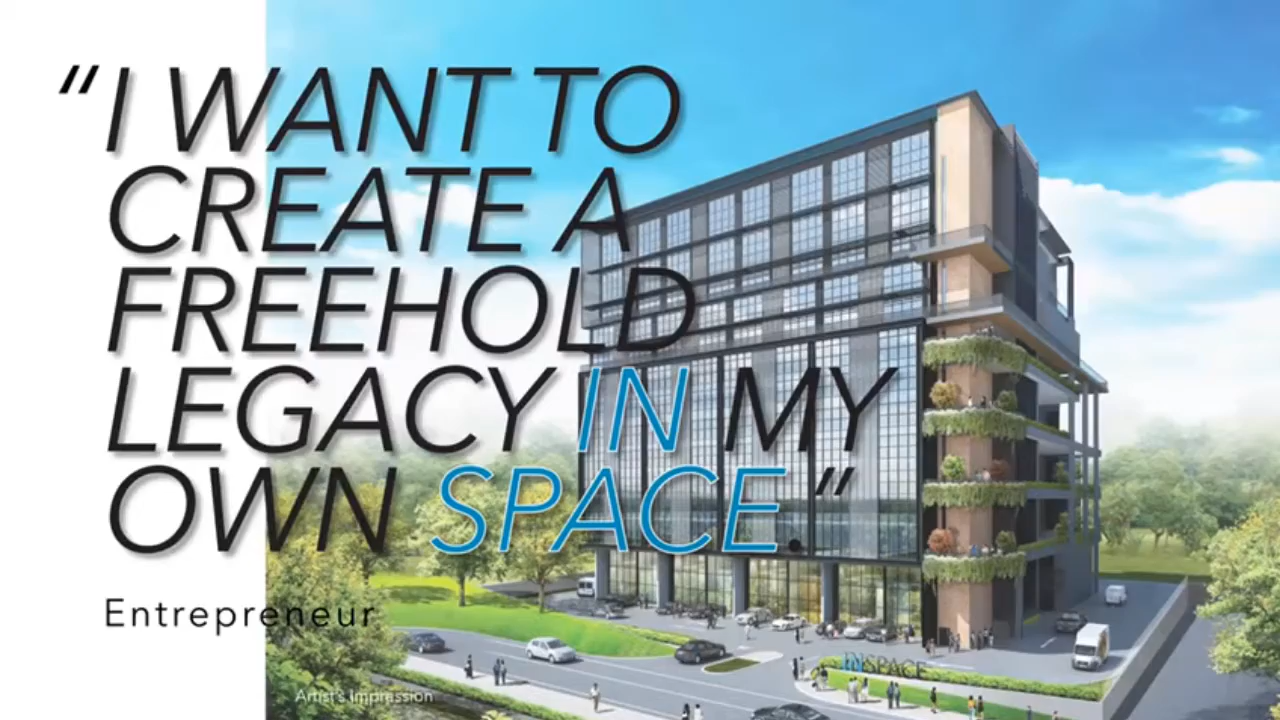 “I WANT TO
CREATE A
FREEHOLD
LEGACY IN MY
OWN SPACE.”
Entrepreneur
INSPACE
Artist's Impression